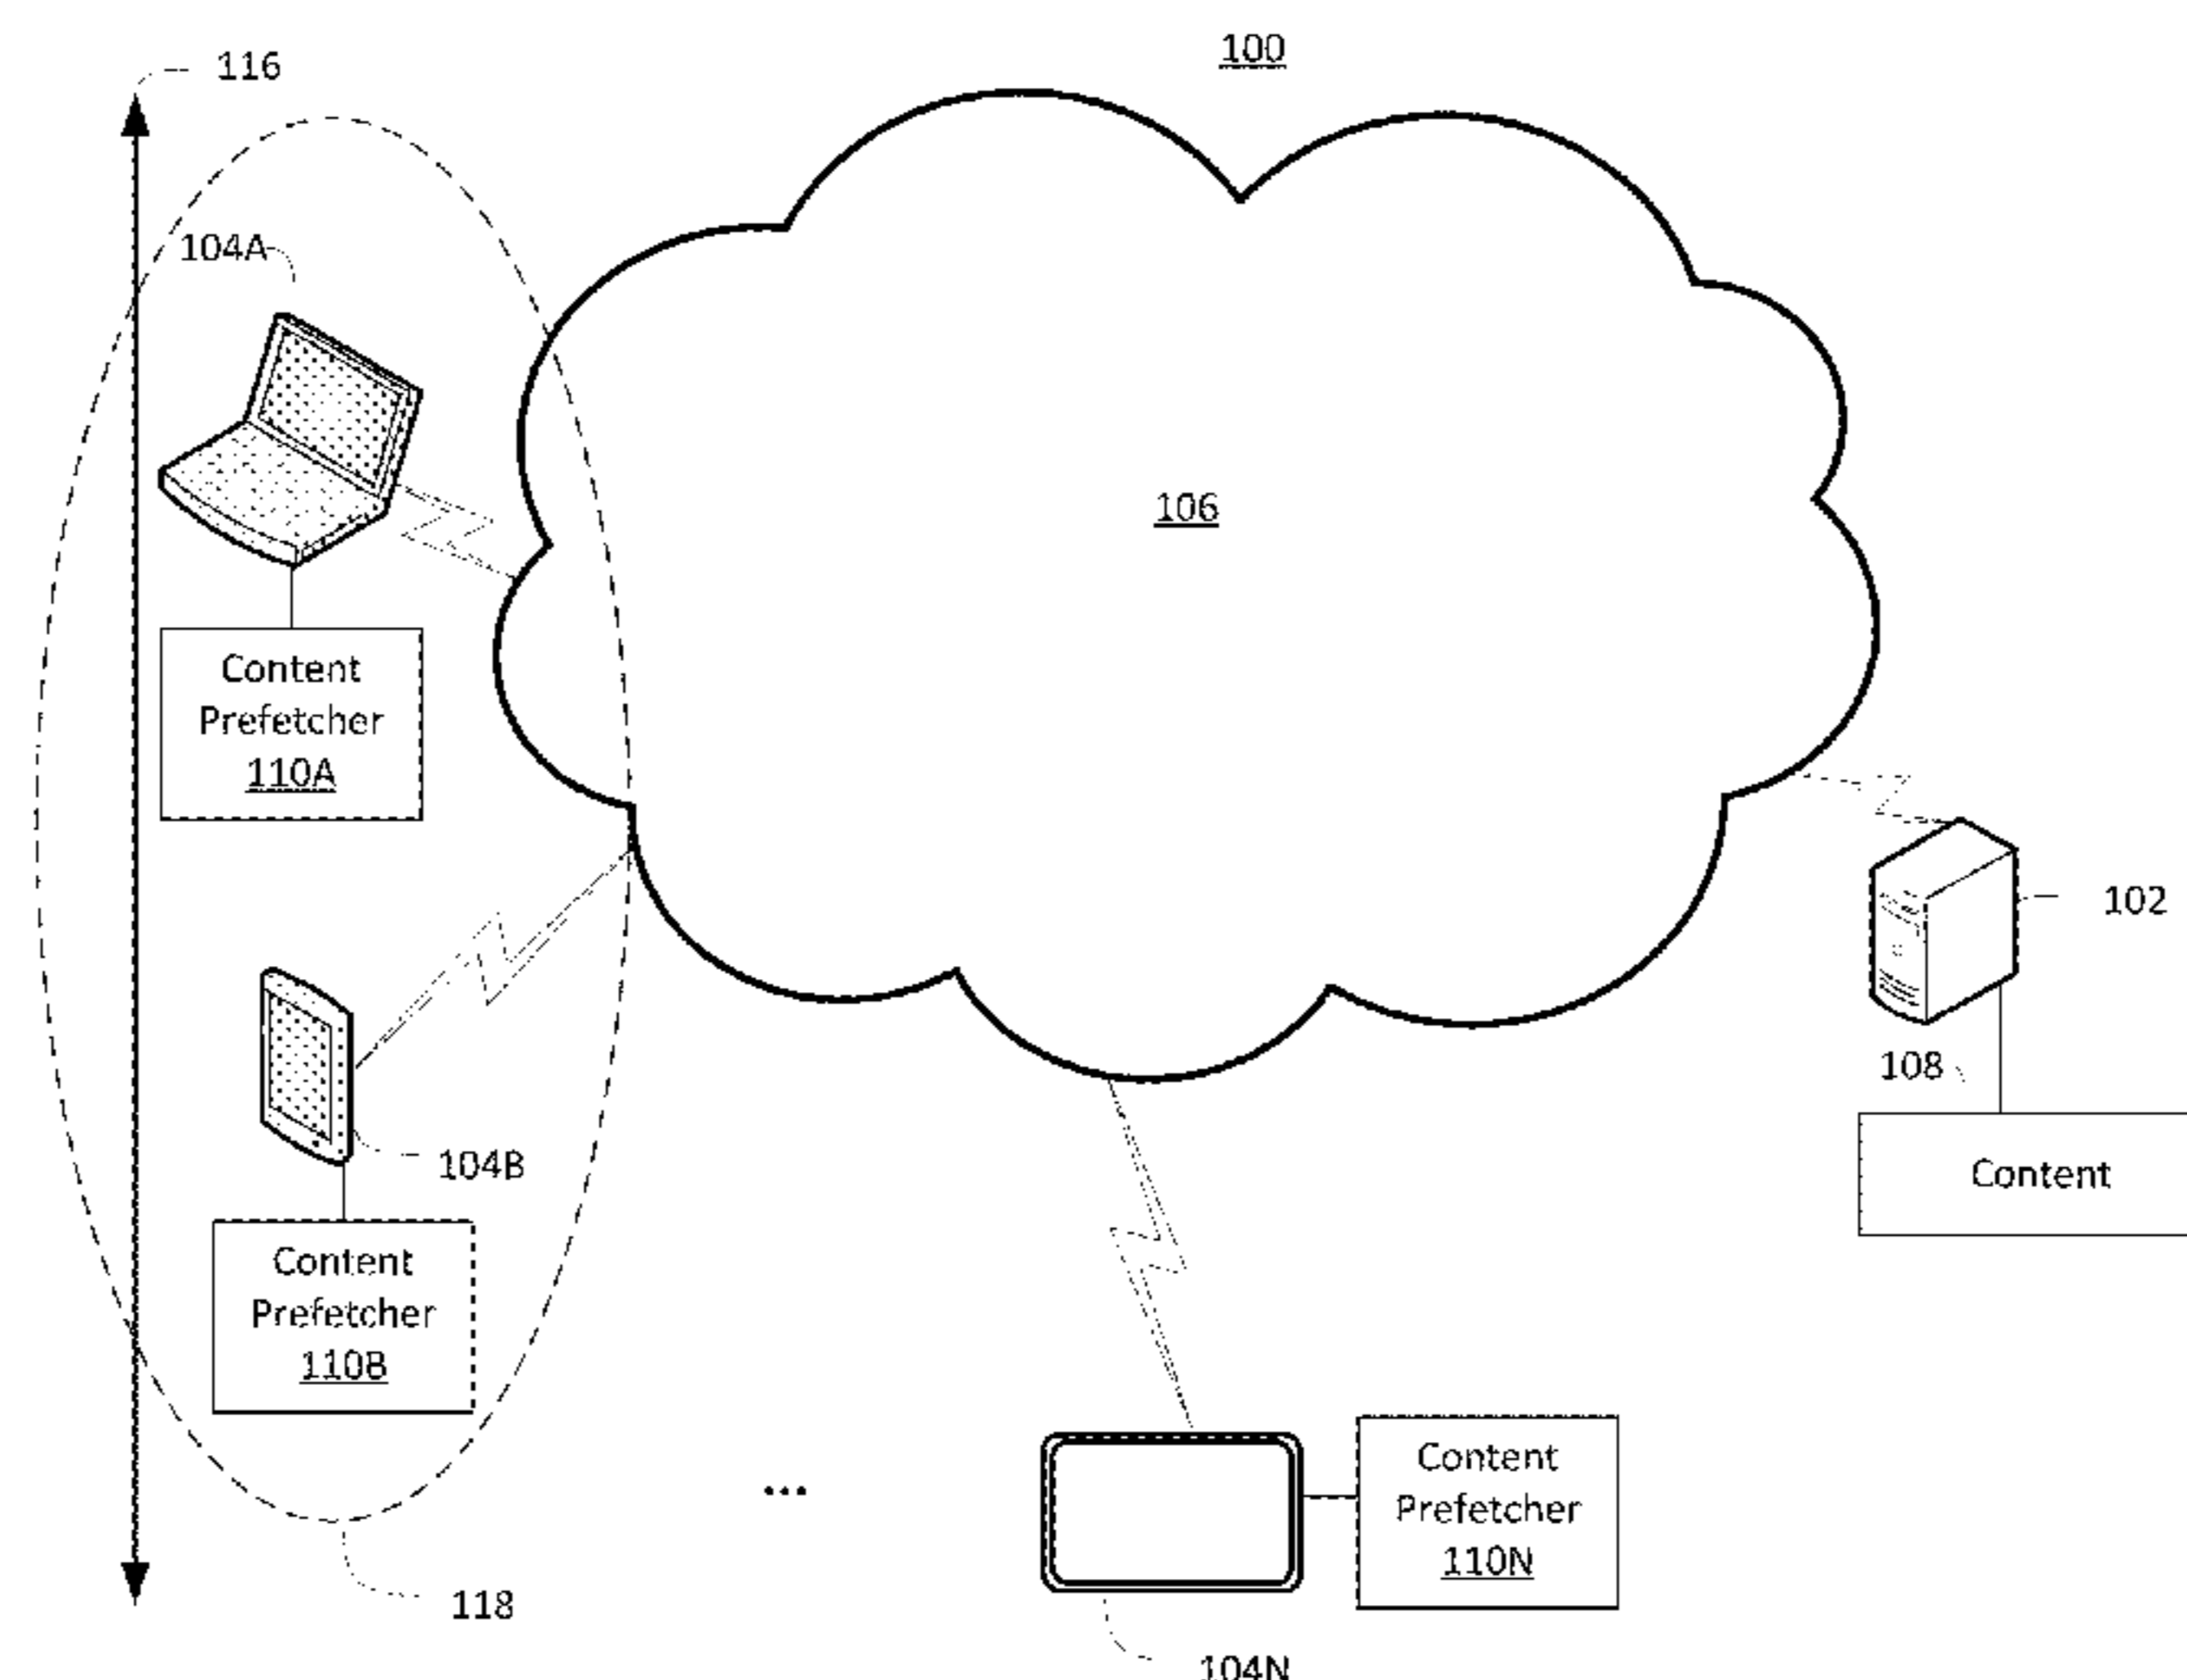 100
116
104A
106
Content
Prefetcher
110A
102
108
Content
104B
Content
Prefetcher
110B
...
Content
Prefetcher
110N
118
104N